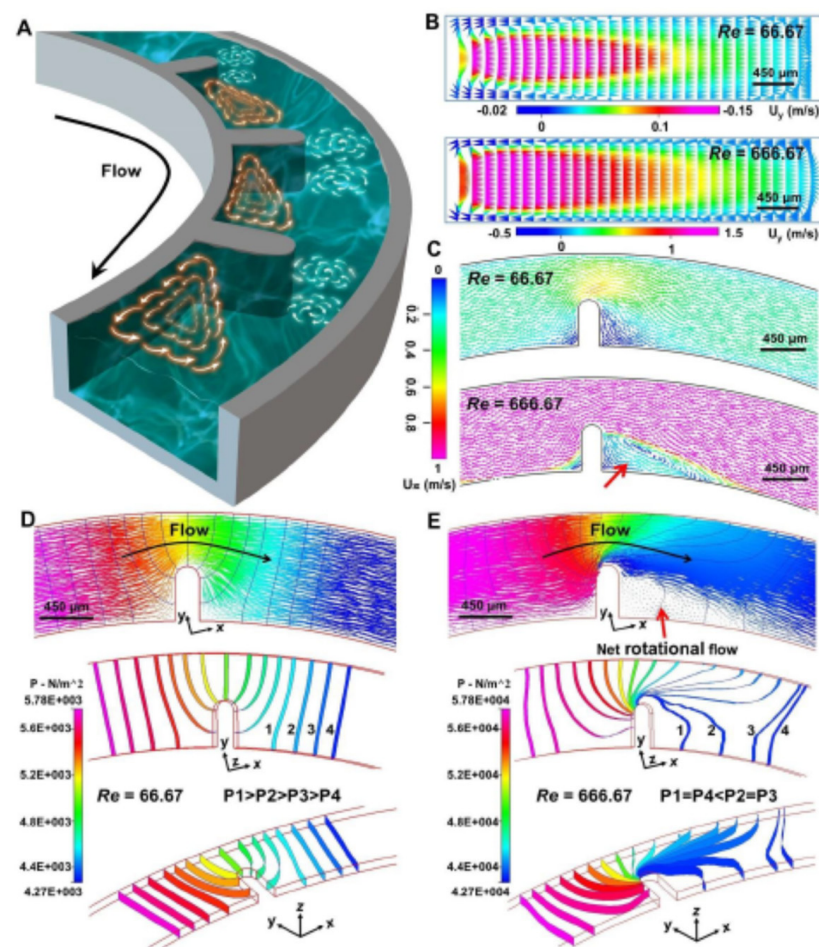 A
Flow
B
Re = 66.67
450 µm
-0.02 0 0.1 -0.15
U_y (m/s)
Re = 666.67
450 µm
-0.5 0 1 1.5
U_y (m/s)
C
Re = 66.67
450 µm
0
0.2
0.4
0.6
0.8
1
U= (m/s)
Re = 666.67
450 µm
D
Flow
450 µm
y x
P - N/m^2
5.78E+003
5.6E+003
5.2E+003
4.8E+003
4.4E+003
4.27E+003
1 2 3 4
y z x
Re = 66.67 P1>P2>P3>P4
z y x
E
Flow
450 µm
y x
Net rotational flow
P - N/m^2
5.78E+004
5.6E+004
5.2E+004
4.8E+004
4.4E+004
4.27E+004
1 2 3 4
y z x
Re = 666.67 P1=P4<P2=P3
z y x